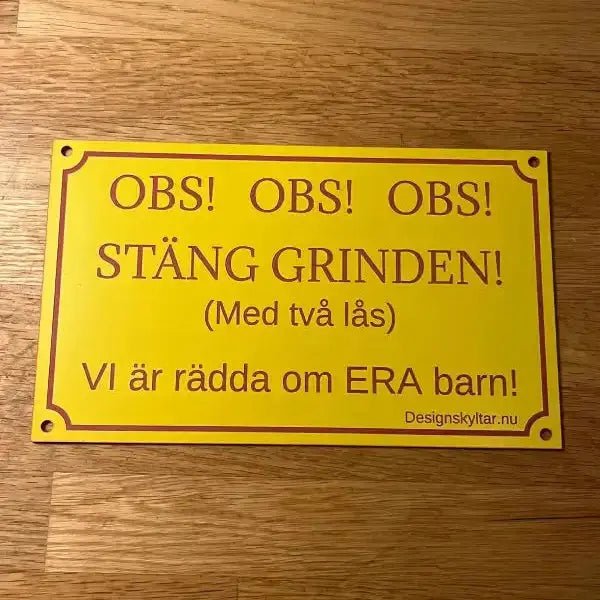 OBS! OBS! OBS!
STÄNG GRINDEN!
(Med två lås)
VI är rädda om ERA barn!
Designskyltar.nu